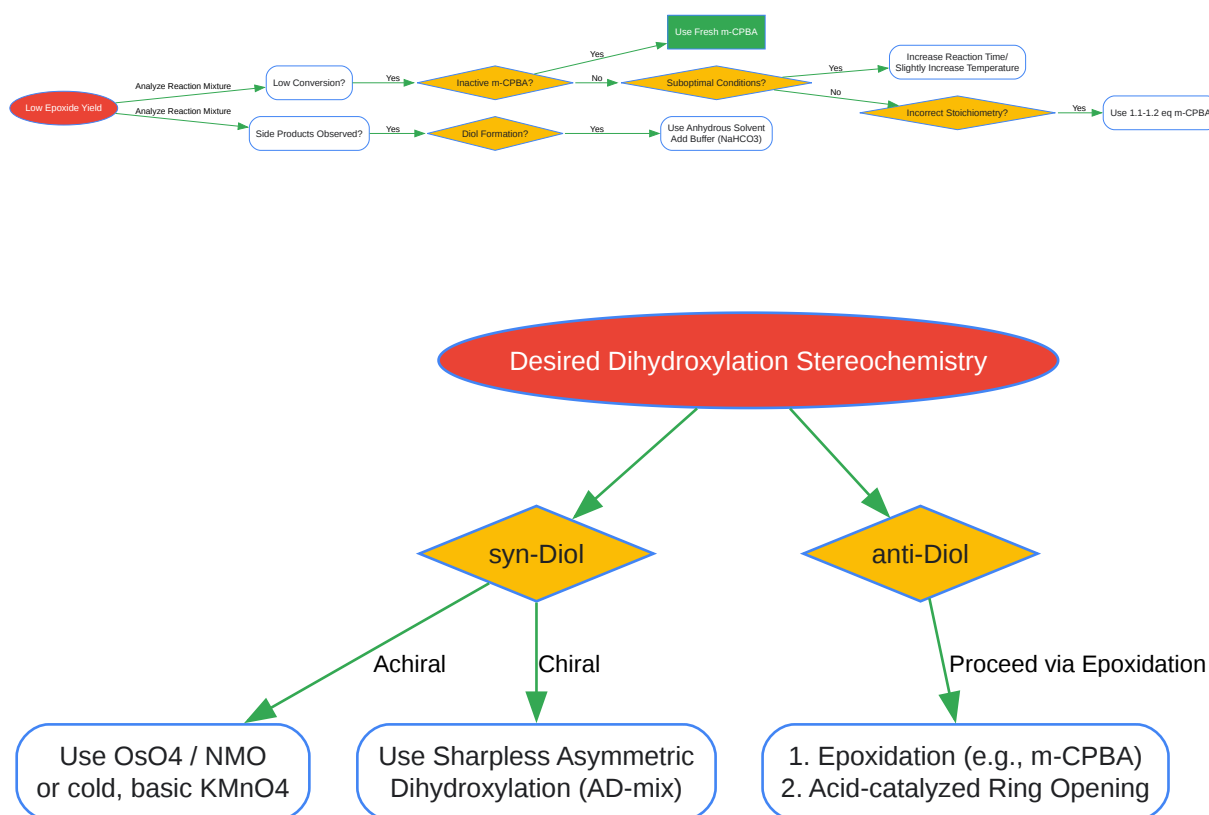 Low Epoxide Yield
Analyze Reaction Mixture
Analyze Reaction Mixture
Low Conversion?
Side Products Observed?
Yes
Yes
Inactive m-CPBA?
Diol Formation?
Yes
No
Yes
Use Fresh m-CPBA
Suboptimal Conditions?
Use Anhydrous Solvent
Add Buffer (NaHCO3)
Yes
No
Increase Reaction Time/
Slightly Increase Temperature
Incorrect Stoichiometry?
Yes
Use 1.1-1.2 eq m-CPBA
Desired Dihydroxylation Stereochemistry
syn-Diol
anti-Diol
Achiral
Chiral
Proceed via Epoxidation
Use OsO4 / NMO
or cold, basic KMnO4
Use Sharpless Asymmetric
Dihydroxylation (AD-mix)
1. Epoxidation (e.g., m-CPBA)
2. Acid-catalyzed Ring Opening